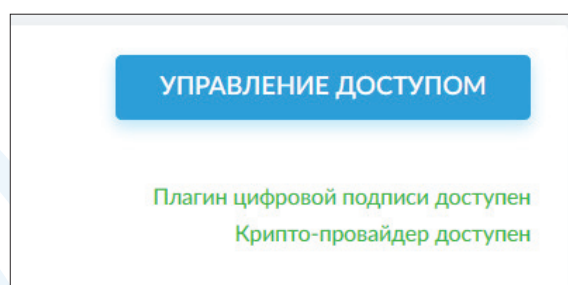 УПРАВЛЕНИЕ ДОСТУПОМ
Плагин цифровой подписи доступен
Крипто-провайдер доступен